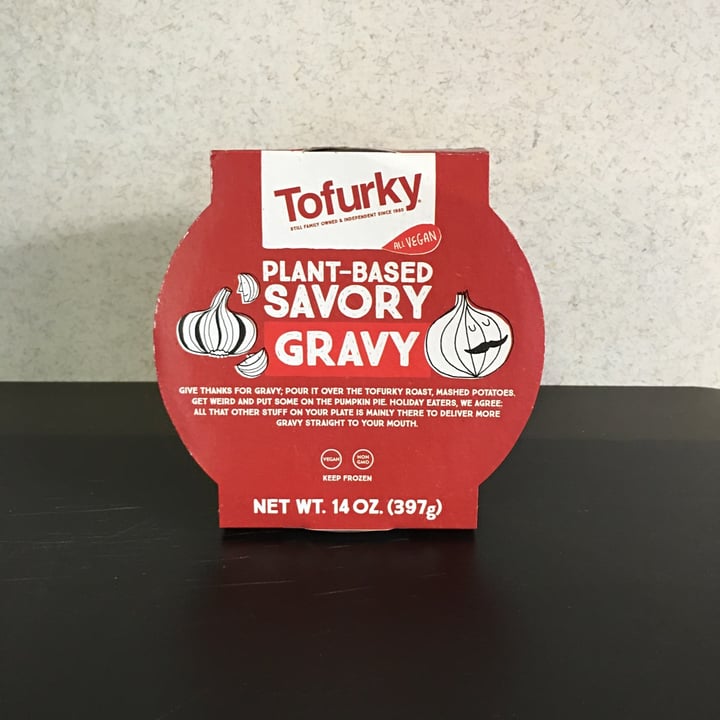 Tofurky®
STILL FAMILY OWNED & INDEPENDENT SINCE 1980
ALL VEGAN
PLANT-BASED
SAVORY
GRAVY
GIVE THANKS FOR GRAVY; POUR IT OVER THE TOFURKY ROAST, MASHED POTATOES.
GET WEIRD AND PUT SOME ON THE PUMPKIN PIE. HOLIDAY EATERS, WE AGREE:
ALL THAT OTHER STUFF ON YOUR PLATE IS MAINLY THERE TO DELIVER MORE
GRAVY STRAIGHT TO YOUR MOUTH.
VEGAN
NON
GMO
KEEP FROZEN
NET WT. 14 OZ. (397g)